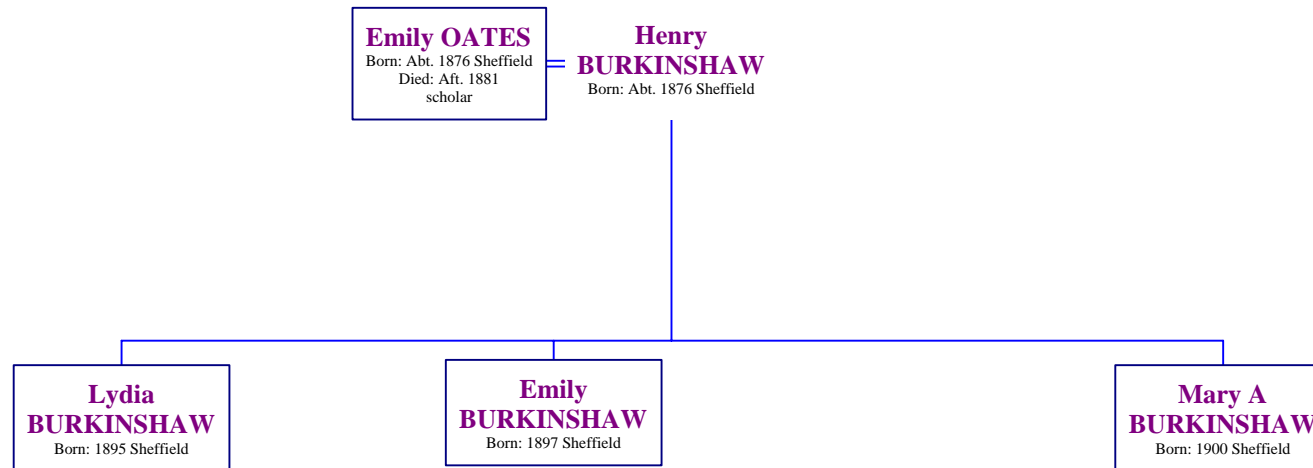 Emily OATES
Born: Abt. 1876 Sheffield
Died: Aft. 1881
scholar
Henry
BURKINSHAW
Born: Abt. 1876 Sheffield
Lydia
BURKINSHAW
Born: 1895 Sheffield
Emily
BURKINSHAW
Born: 1897 Sheffield
Mary A
BURKINSHAW
Born: 1900 Sheffield